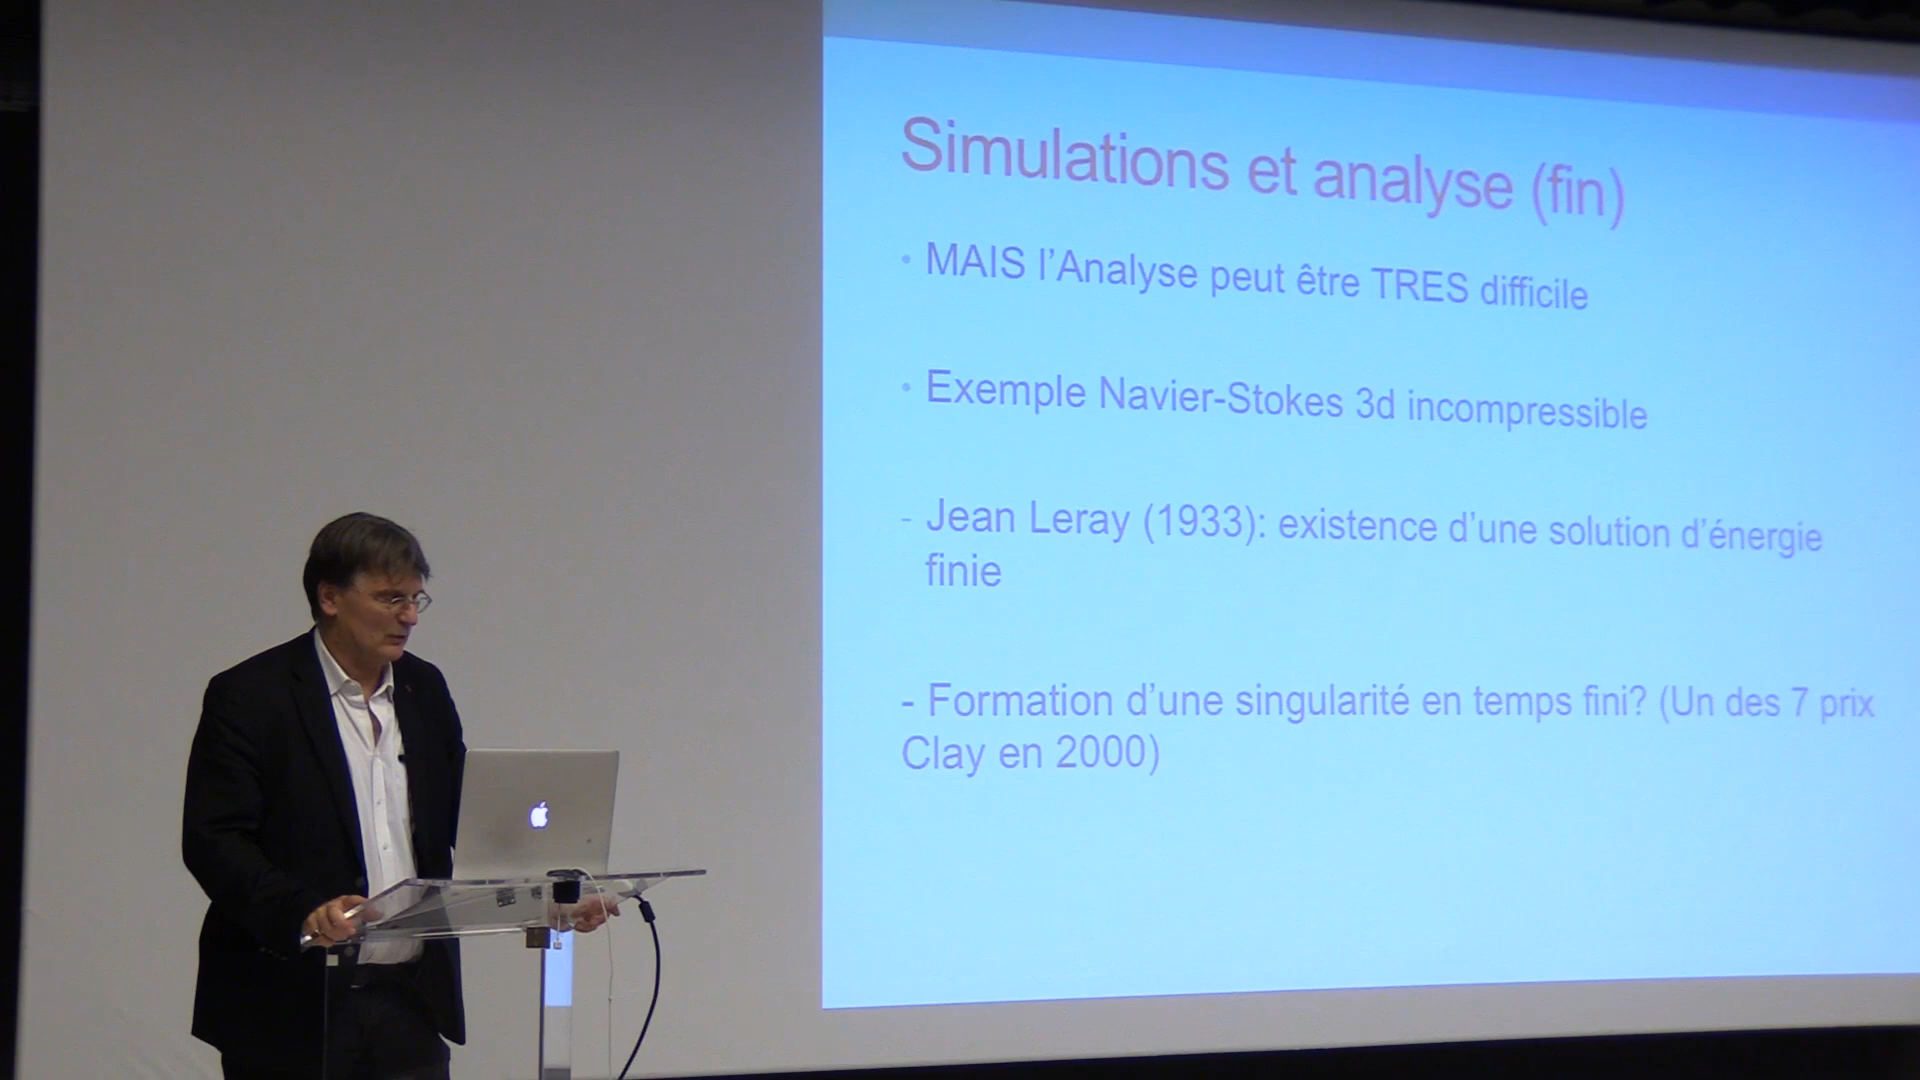 Simulations et analyse (fin)
• MAIS l'Analyse peut être TRES difficile
• Exemple Navier-Stokes 3d incompressible
- Jean Leray (1933): existence d'une solution d'énergie
finie
- Formation d'une singularité en temps fini? (Un des 7 prix
Clay en 2000)